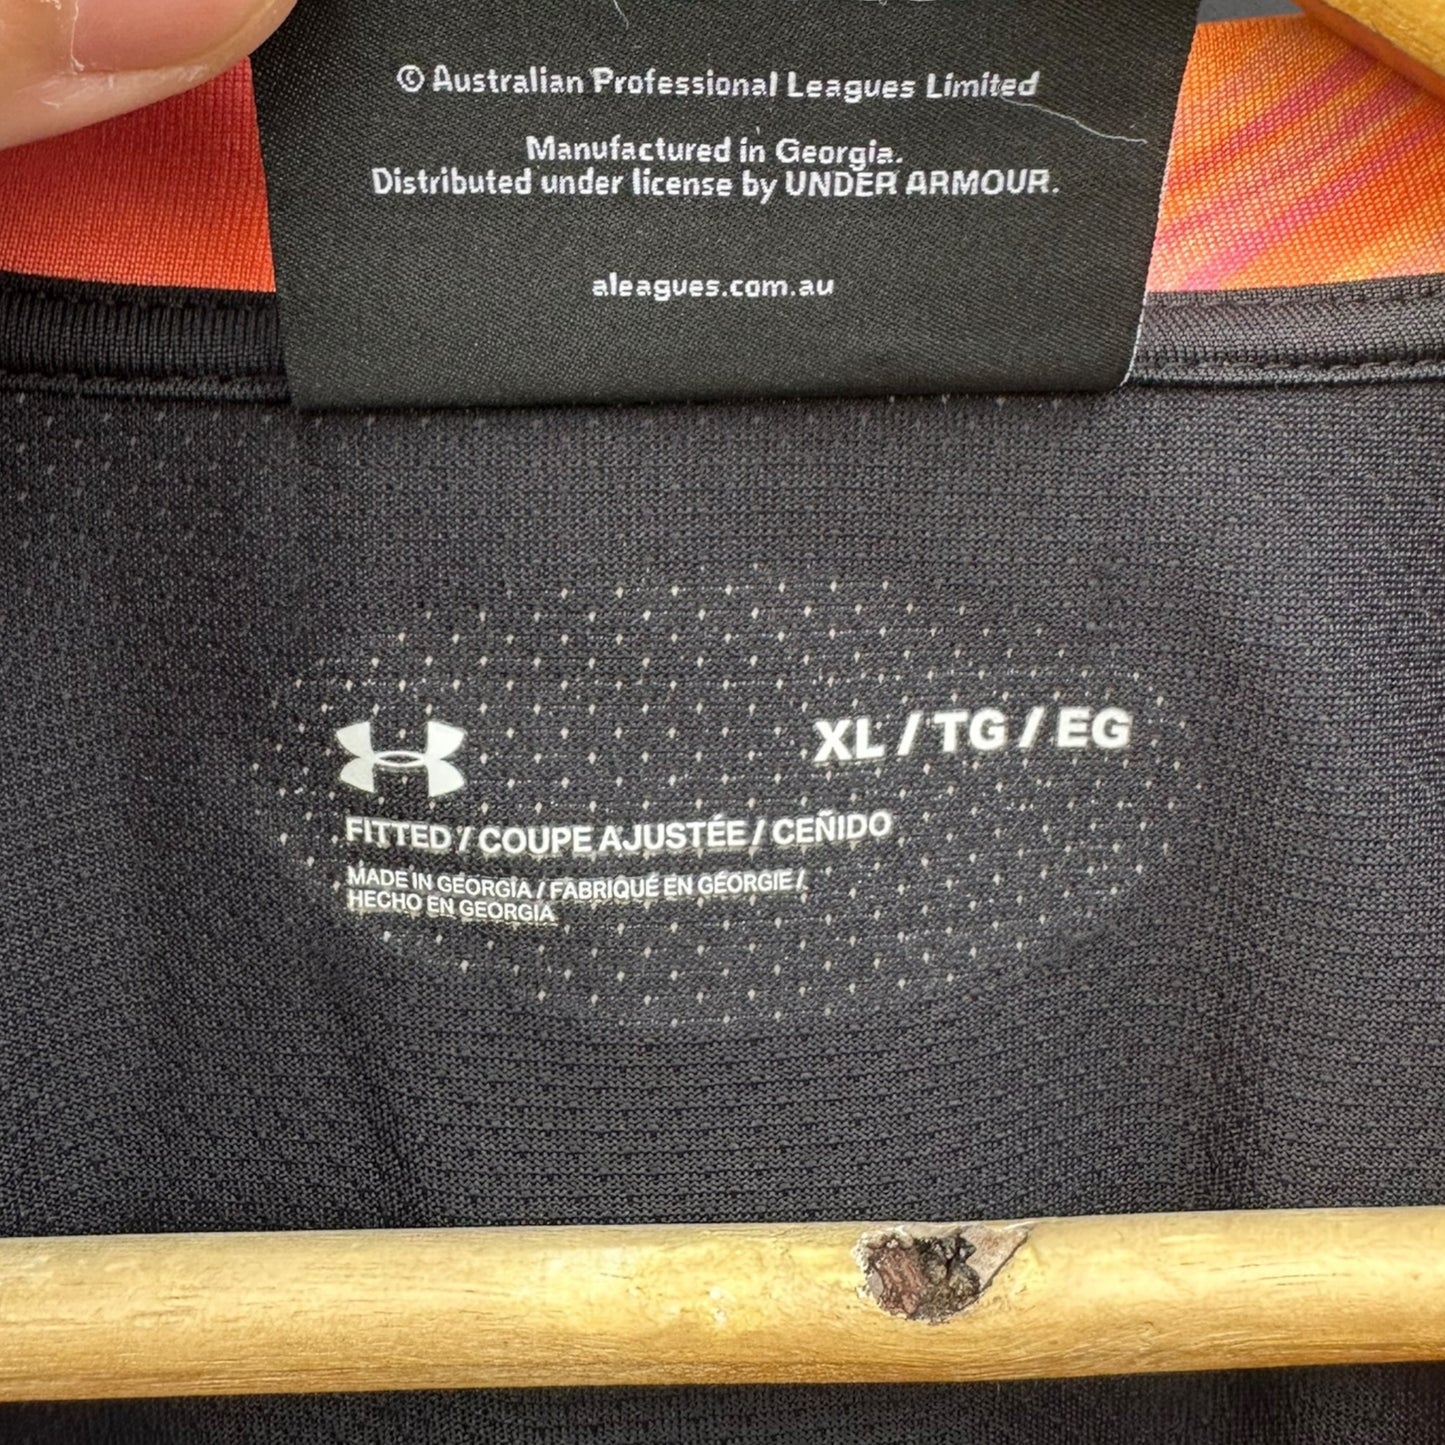 © Australian Professional Leagues Limited
Manufactured in Georgia.
Distributed under license by UNDER ARMOUR.
aleagues.com.au
XL / TG / EG
FITTED / COUPE AJUSTÉE / CEÑIDO
MADE IN GEORGIA / FABRIQUÉ EN GÉORGIE /
HECHO EN GEORGIA